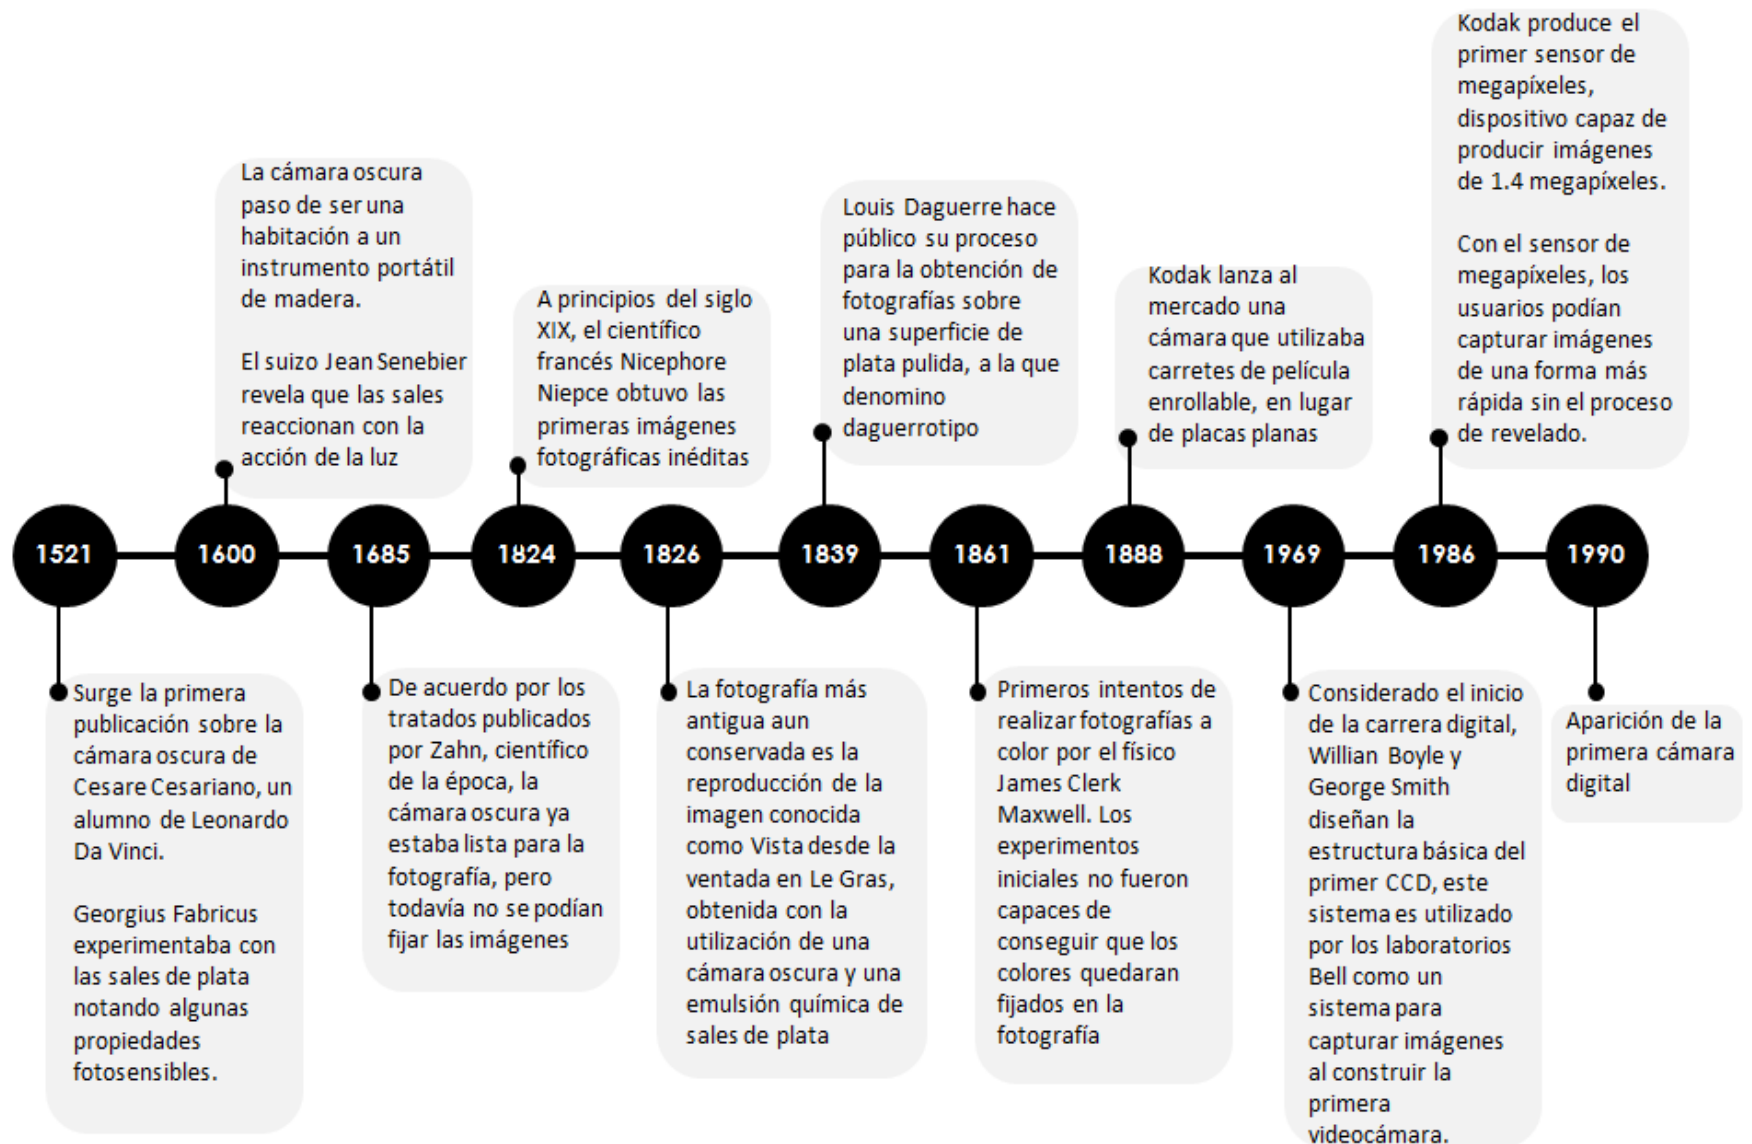 1521
Surge la primera
publicación sobre la
cámara oscura de
Cesare Cesariano, un
alumno de Leonardo
Da Vinci.
Georgius Fabricus
experimentaba con
las sales de plata
notando algunas
propiedades
fotosensibles.
1600
La cámara oscura
paso de ser una
habitación a un
instrumento portátil
de madera.
El suizo Jean Senebier
revela que las sales
reaccionan con la
acción de la luz
1685
De acuerdo por los
tratados publicados
por Zahn, científico
de la época, la
cámara oscura ya
estaba lista para la
fotografía, pero
todavía no se podían
fijar las imágenes
1824
A principios del siglo
XIX, el científico
francés Nicephore
Niepce obtuvo las
primeras imágenes
fotográficas inéditas
1826
La fotografía más
antigua aun
conservada es la
reproducción de la
imagen conocida
como Vista desde la
ventada en Le Gras,
obtenida con la
utilización de una
cámara oscura y una
emulsión química de
sales de plata
1839
Louis Daguerre hace
público su proceso
para la obtención de
fotografías sobre
una superficie de
plata pulida, a la que
denomino
daguerrotipo
1861
Primeros intentos de
realizar fotografías a
color por el físico
James Clerk
Maxwell. Los
experimentos
iniciales no fueron
capaces de
conseguir que los
colores quedaran
fijados en la
fotografía
1888
Kodak lanza al
mercado una
cámara que utilizaba
carretes de película
enrollable, en lugar
de placas planas
1969
Considerado el inicio
de la carrera digital,
Willian Boyle y
George Smith
diseñan la
estructura básica del
primer CCD, este
sistema es utilizado
por los laboratorios
Bell como un
sistema para
capturar imágenes
al construir la
primera
videocámara.
1986
Kodak produce el
primer sensor de
megapíxeles,
dispositivo capaz de
producir imágenes
de 1.4 megapíxeles.
Con el sensor de
megapíxeles, los
usuarios podían
capturar imágenes
de una forma más
rápida sin el proceso
de revelado.
1990
Aparición de la
primera cámara
digital